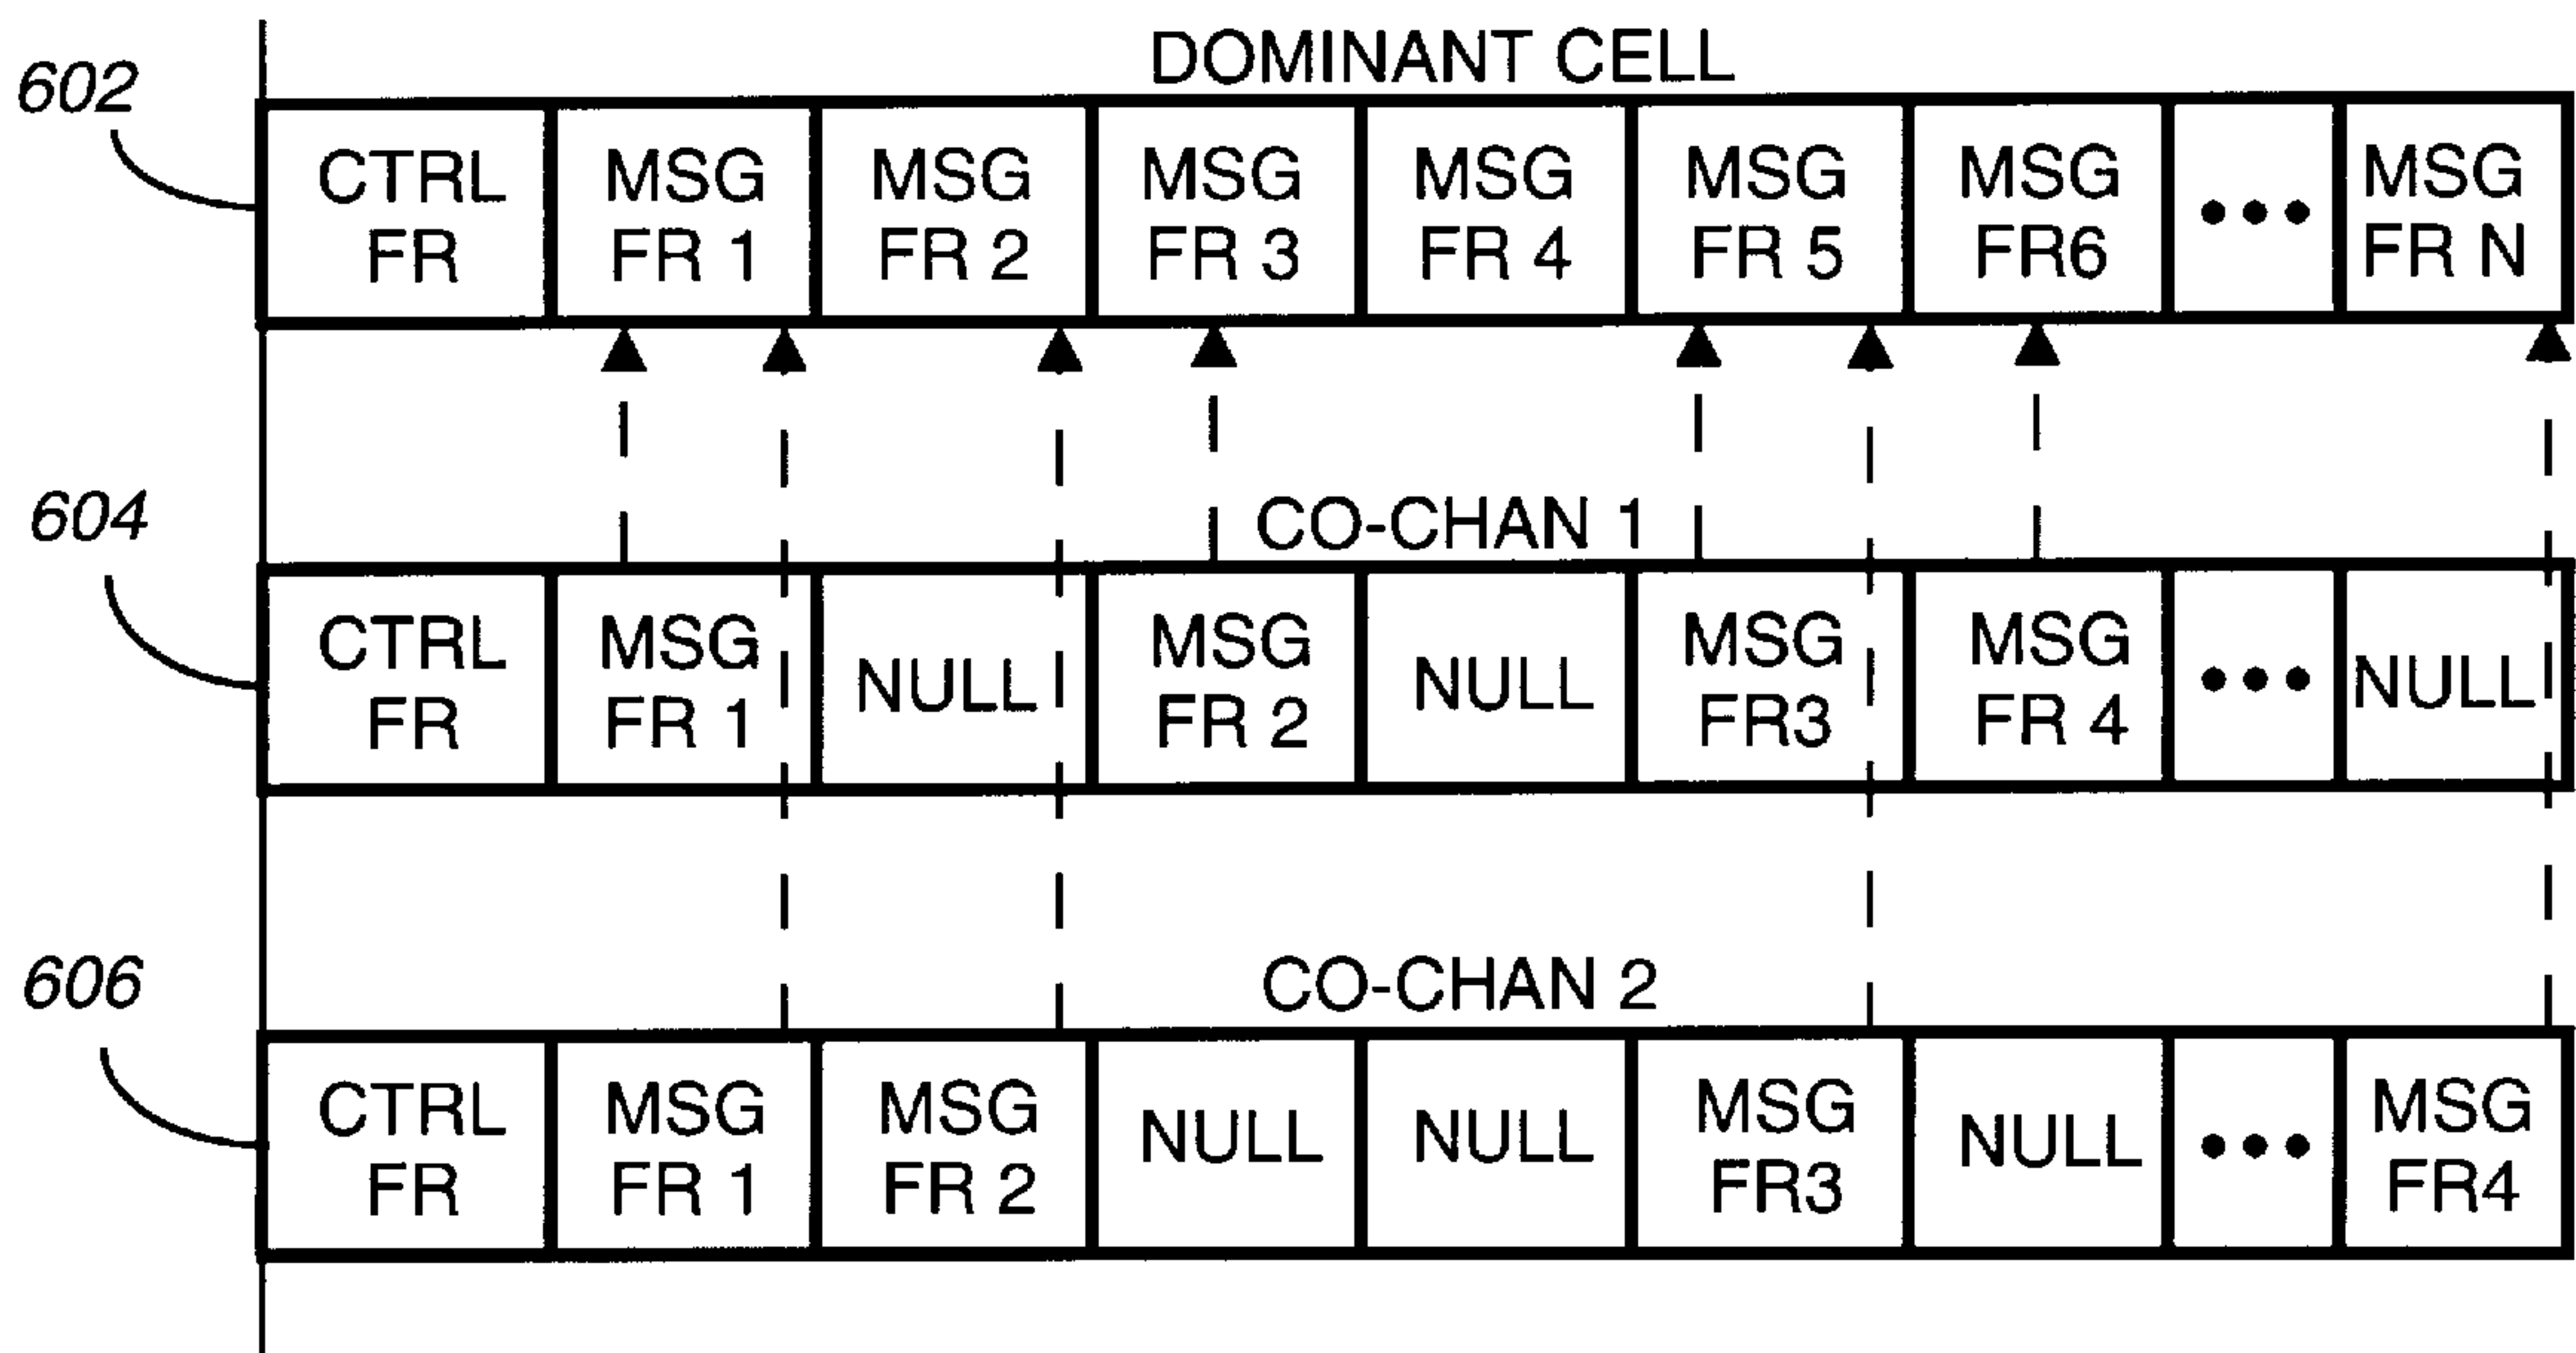 DOMINANT CELL
602
CTRL FR
MSG FR 1
MSG FR 2
MSG FR 3
MSG FR 4
MSG FR 5
MSG FR6
•••
MSG FR N
CO-CHAN 1
604
CTRL FR
MSG FR 1
NULL
MSG FR 2
NULL
MSG FR3
MSG FR 4
•••
NULL
CO-CHAN 2
606
CTRL FR
MSG FR 1
MSG FR 2
NULL
NULL
MSG FR3
NULL
•••
MSG FR4